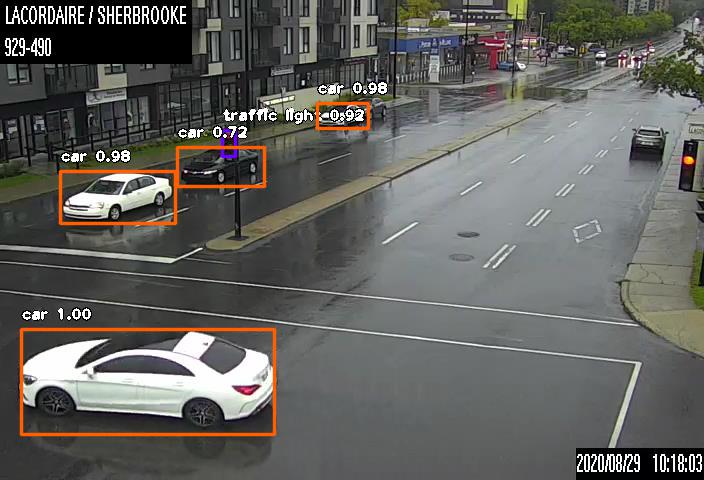 LACORDAIRE / SHERBROOKE
929-490
car 0.98
traffic light 0.92
car 0.72
car 0.98
car 1.00
2020/08/29 10:18:03